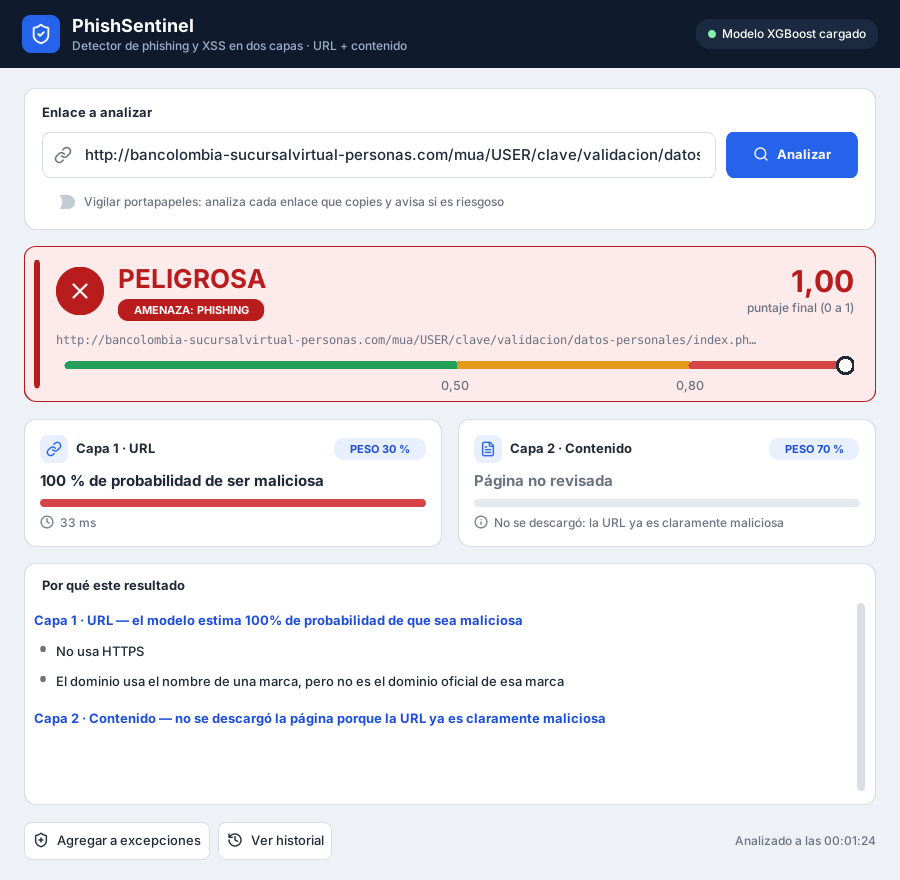 PhishSentinel
Detector de phishing y XSS en dos capas · URL + contenido
Modelo XGBoost cargado
Enlace a analizar
http://bancolombia-sucursalvirtual-personas.com/mua/USER/clave/validacion/datos
Analizar
Vigilar portapapeles: analiza cada enlace que copies y avisa si es riesgoso
PELIGROSA
AMENAZA: PHISHING
1,00
puntaje final (0 a 1)
http://bancolombia-sucursalvirtual-personas.com/mua/USER/clave/validacion/datos-personales/index.ph…
0,50
0,80
Capa 1 · URL
PESO 30 %
100 % de probabilidad de ser maliciosa
33 ms
Capa 2 · Contenido
PESO 70 %
Página no revisada
No se descargó: la URL ya es claramente maliciosa
Por qué este resultado
Capa 1 · URL — el modelo estima 100% de probabilidad de que sea maliciosa
No usa HTTPS
El dominio usa el nombre de una marca, pero no es el dominio oficial de esa marca
Capa 2 · Contenido — no se descargó la página porque la URL ya es claramente maliciosa
Agregar a excepciones
Ver historial
Analizado a las 00:01:24